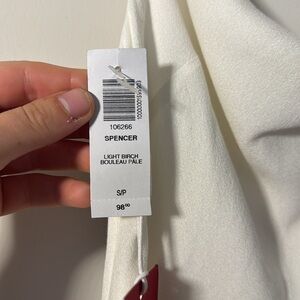 106266
SPENCER
LIGHT BIRCH
BOULEAU PÂLE
S/P
98⁰⁰